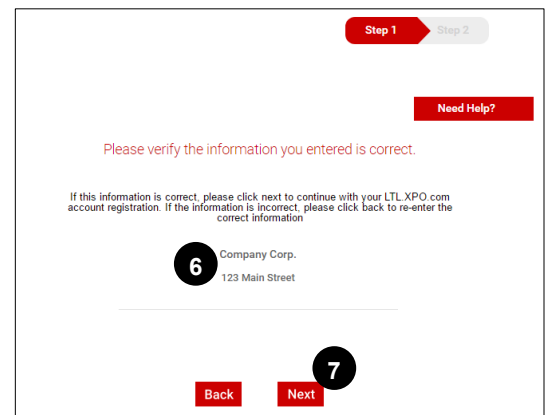 Step 1
Step 2
Need Help?
Please verify the information you entered is correct.
If this information is correct, please click next to continue with your LTL.XPO.com
account registration. If the information is incorrect, please click back to re-enter the
correct information
6
Company Corp.
123 Main Street
7
Back
Next